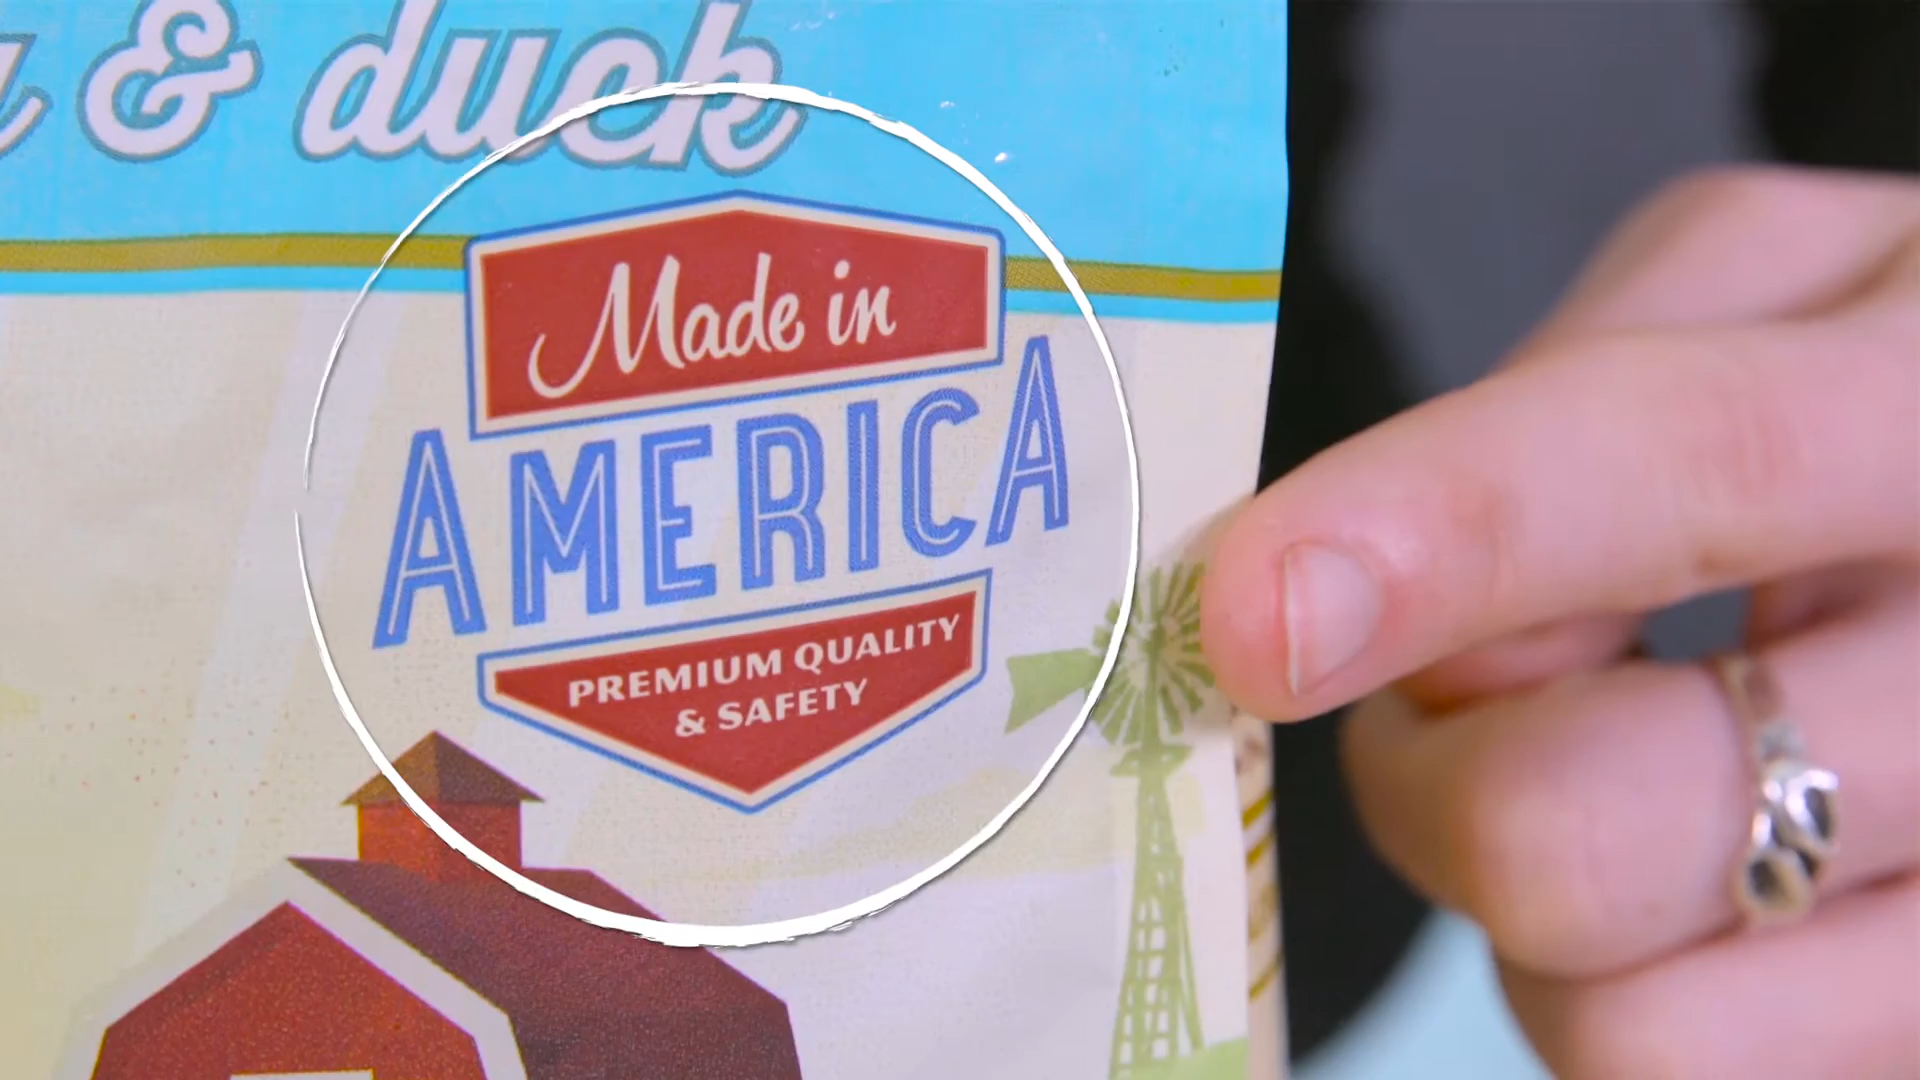 & duck
Made in
AMERICA
PREMIUM QUALITY
& SAFETY